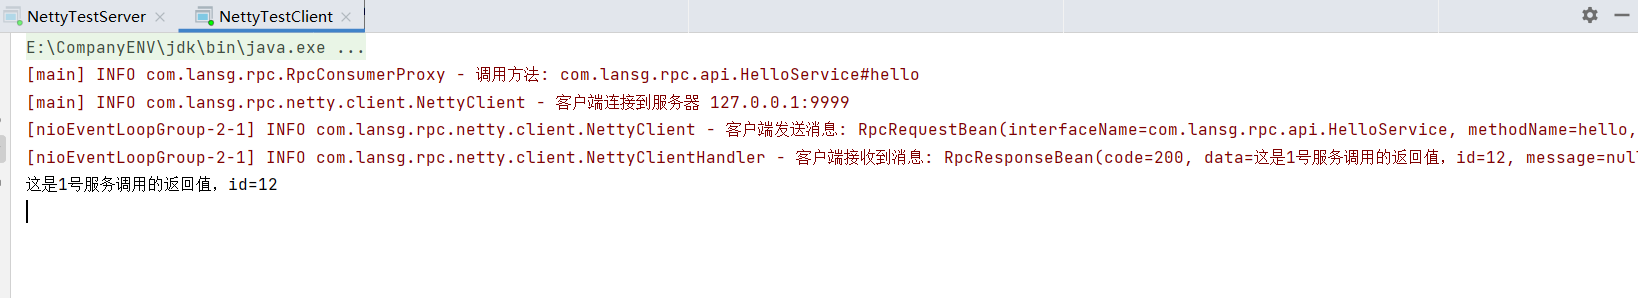 NettyTestServer NettyTestClient
E:\CompanyENV\jdk\bin\java.exe ...
[main] INFO com.lansg.rpc.RpcConsumerProxy - 调用方法: com.lansg.rpc.api.HelloService#hello
[main] INFO com.lansg.rpc.netty.client.NettyClient - 客户端连接到服务器 127.0.0.1:9999
[nioEventLoopGroup-2-1] INFO com.lansg.rpc.netty.client.NettyClient - 客户端发送消息: RpcRequestBean(interfaceName=com.lansg.rpc.api.HelloService, methodName=hello,
[nioEventLoopGroup-2-1] INFO com.lansg.rpc.netty.client.NettyClientHandler - 客户端接收到消息: RpcResponseBean(code=200, data=这是1号服务调用的返回值，id=12, message=nul
这是1号服务调用的返回值，id=12